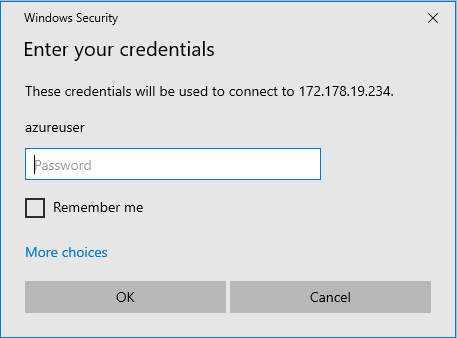 Windows Security
Enter your credentials
These credentials will be used to connect to 172.178.19.234.
azureuser
Password
Remember me
More choices
OK
Cancel